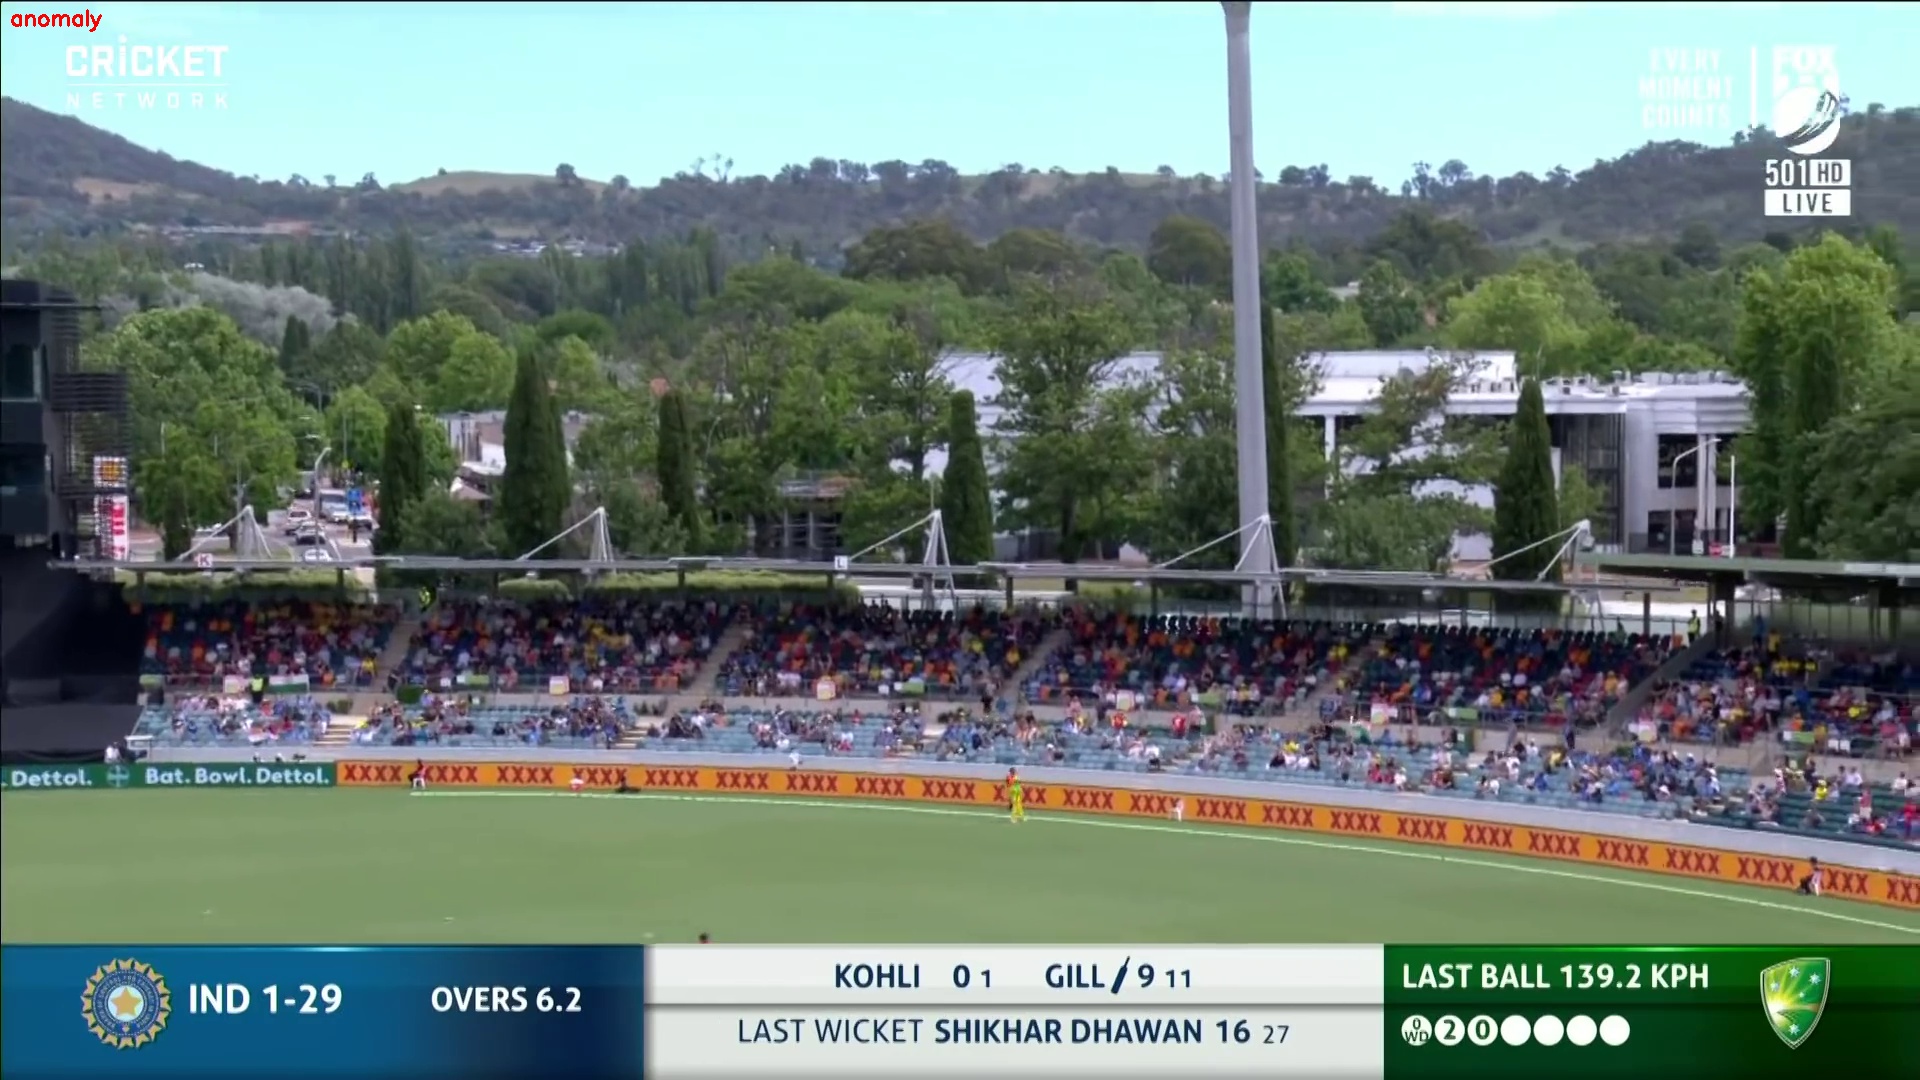 anomaly
CRICKET
NETWORK
EVERY
MOMENT
COUNTS
FOX
501 HD
LIVE
K
L
. Dettol. Bat. Bowl. Dettol. XXXX XXXX XXXX XXXX XXXX XXXX XXXX XXXX XXXX XXXX XXXX XXXX XXXX XXXX XXXX XXXX XXXX XXXX XXXX XXXX XXXX XXXX XX
IND 1-29 OVERS 6.2
KOHLI 0 1 GILL 9 11
LAST WICKET SHIKHAR DHAWAN 16 27
LAST BALL 139.2 KPH
0 WD 2 0